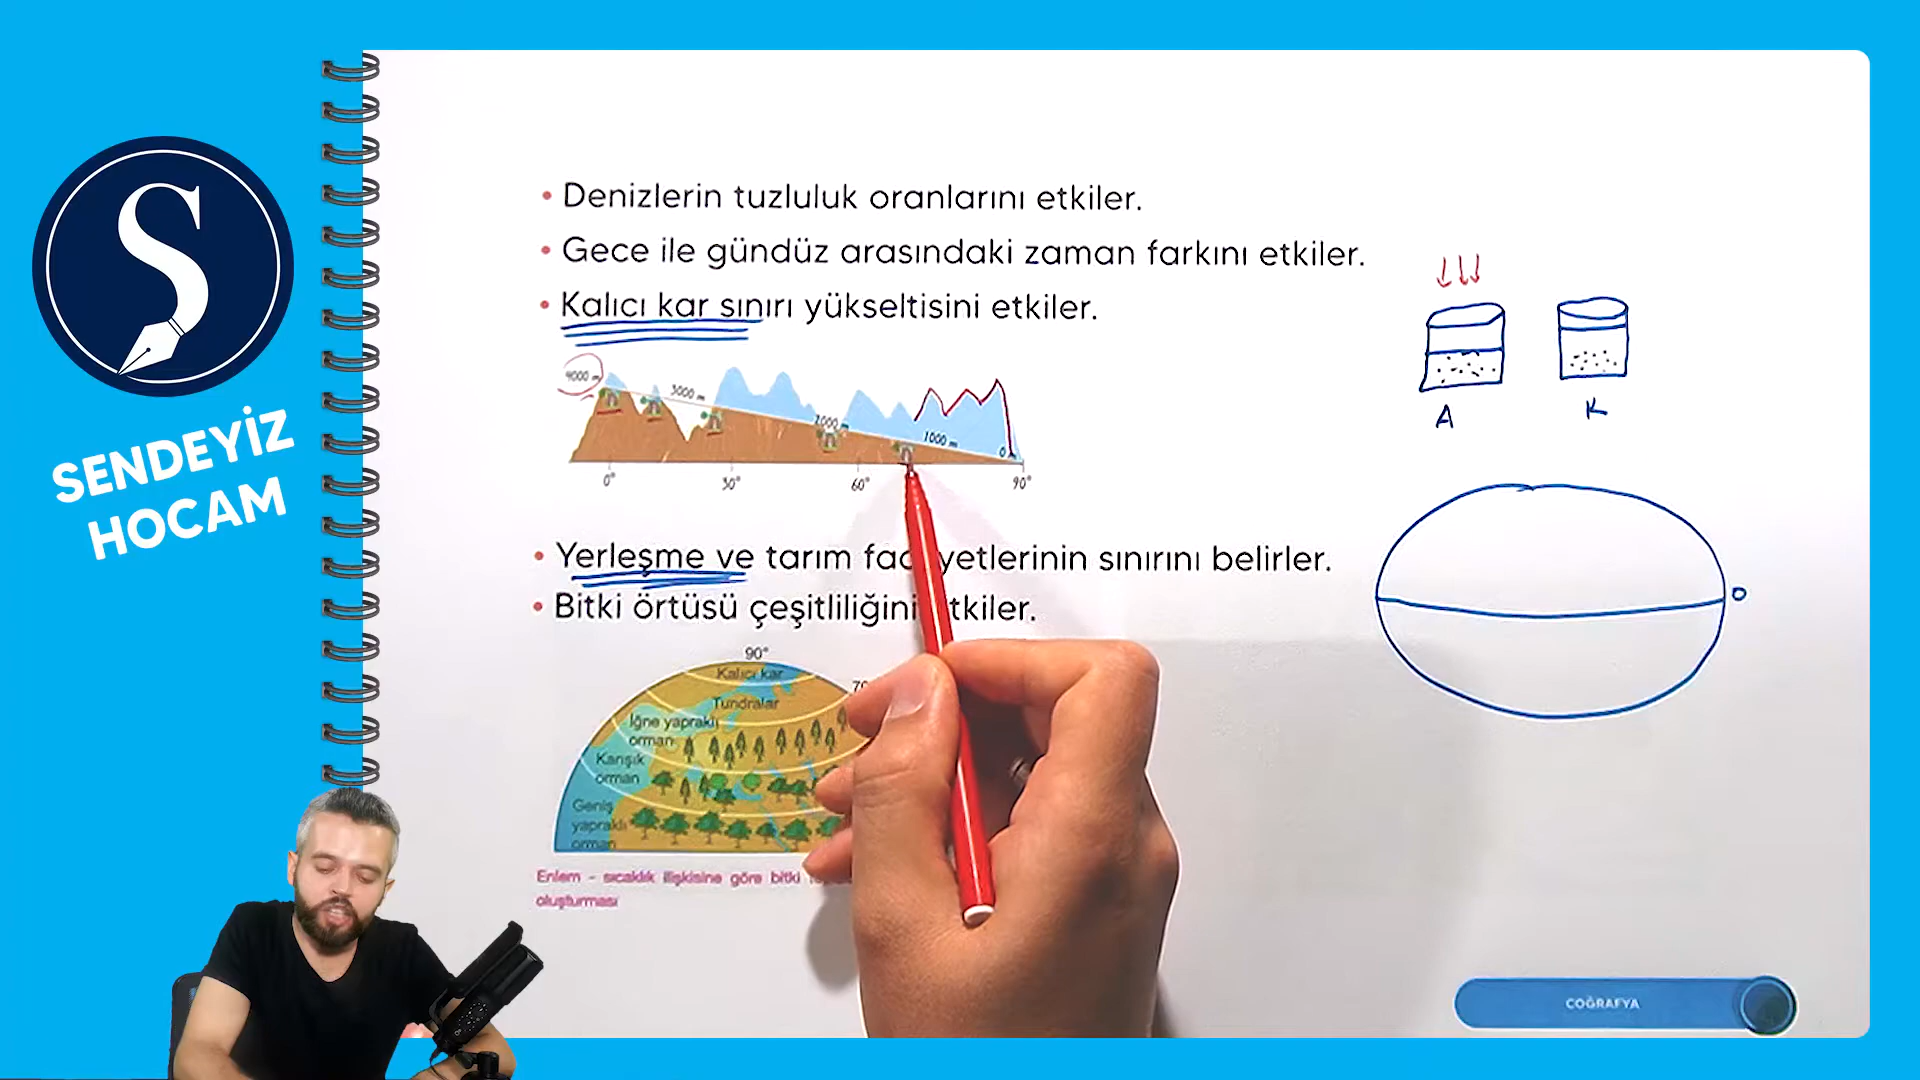 S
SENDEYİZ
HOCAM
• Denizlerin tuzluluk oranlarını etkiler.
• Gece ile gündüz arasındaki zaman farkını etkiler.
• Kalıcı kar sınırı yükseltisini etkiler.
4000 m
3000 m
2000 m
1000 m
0 m
0° 30° 60° 90°
A K
• Yerleşme ve tarım faa yetlerinin sınırını belirler.
• Bitki örtüsü çeşitliliğini tkiler.
0
90°
70
Kalıcı kar
Tundralar
İğne yapraklı
orman
Karışık
orman
Geniş
yapraklı
orman
Enlem - sıcaklık ilişkisine göre bitki
oluşturması
COĞRAFYA